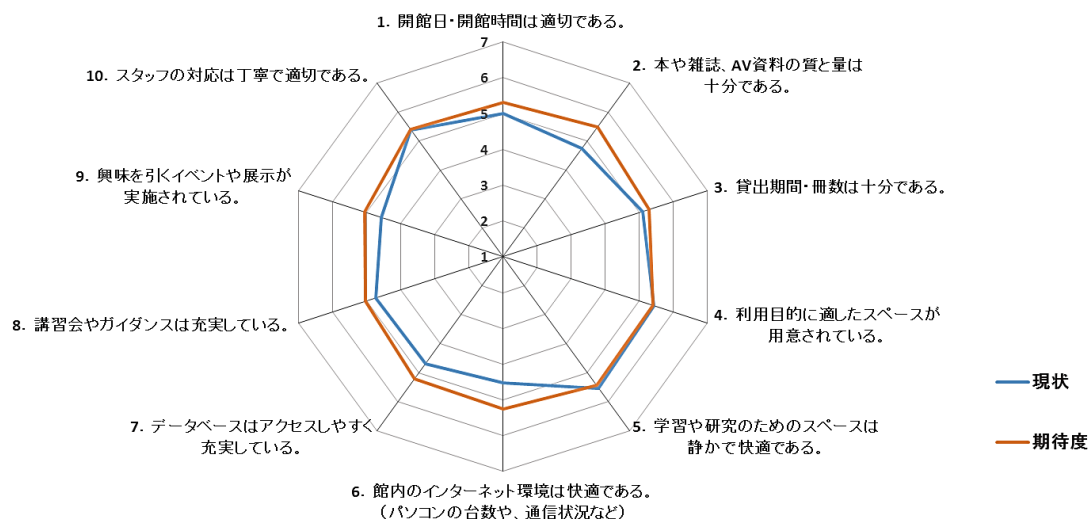 1. 開館日・開館時間は適切である。
7
6
5
4
3
2
1
2. 本や雑誌、AV資料の質と量は
十分である。
3. 貸出期間・冊数は十分である。
4. 利用目的に適したスペースが
用意されている。
5. 学習や研究のためのスペースは
静かで快適である。
6. 館内のインターネット環境は快適である。
（パソコンの台数や、通信状況など）
7. データベースはアクセスしやすく
充実している。
8. 講習会やガイダンスは充実している。
9. 興味を引くイベントや展示が
実施されている。
10. スタッフの対応は丁寧で適切である。
現状
期待度